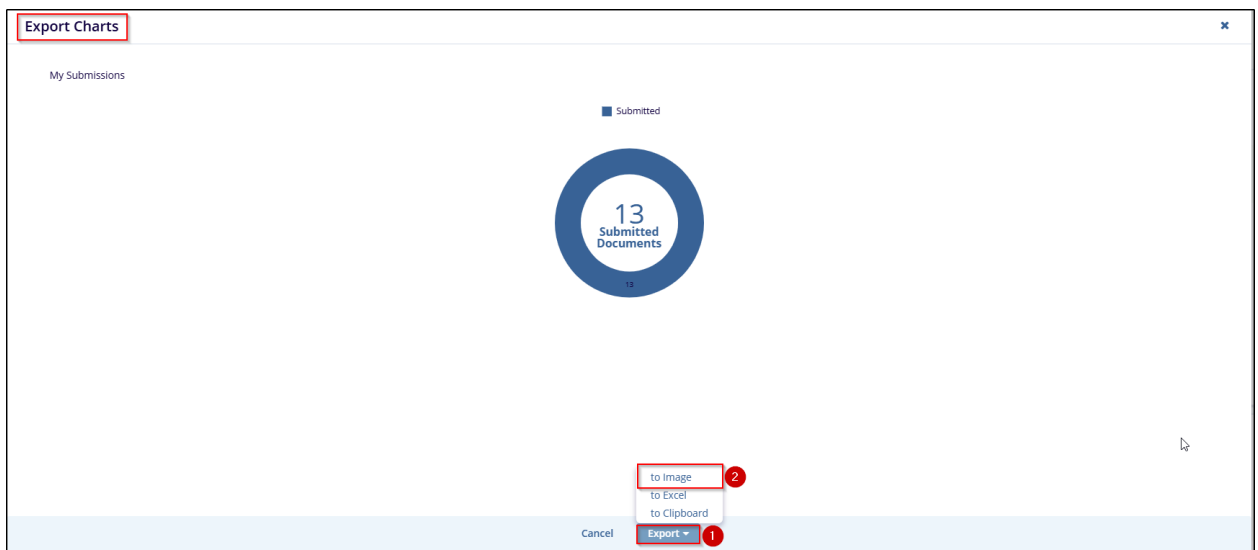 Export Charts
My Submissions
Submitted
13
Submitted
Documents
13
to Image
2
to Excel
to Clipboard
Cancel
Export
1